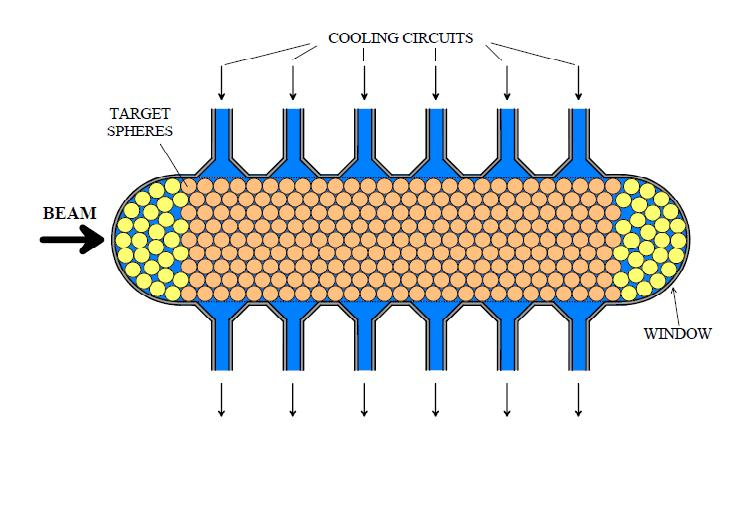 COOLING CIRCUITS
TARGET
SPHERES
BEAM
WINDOW